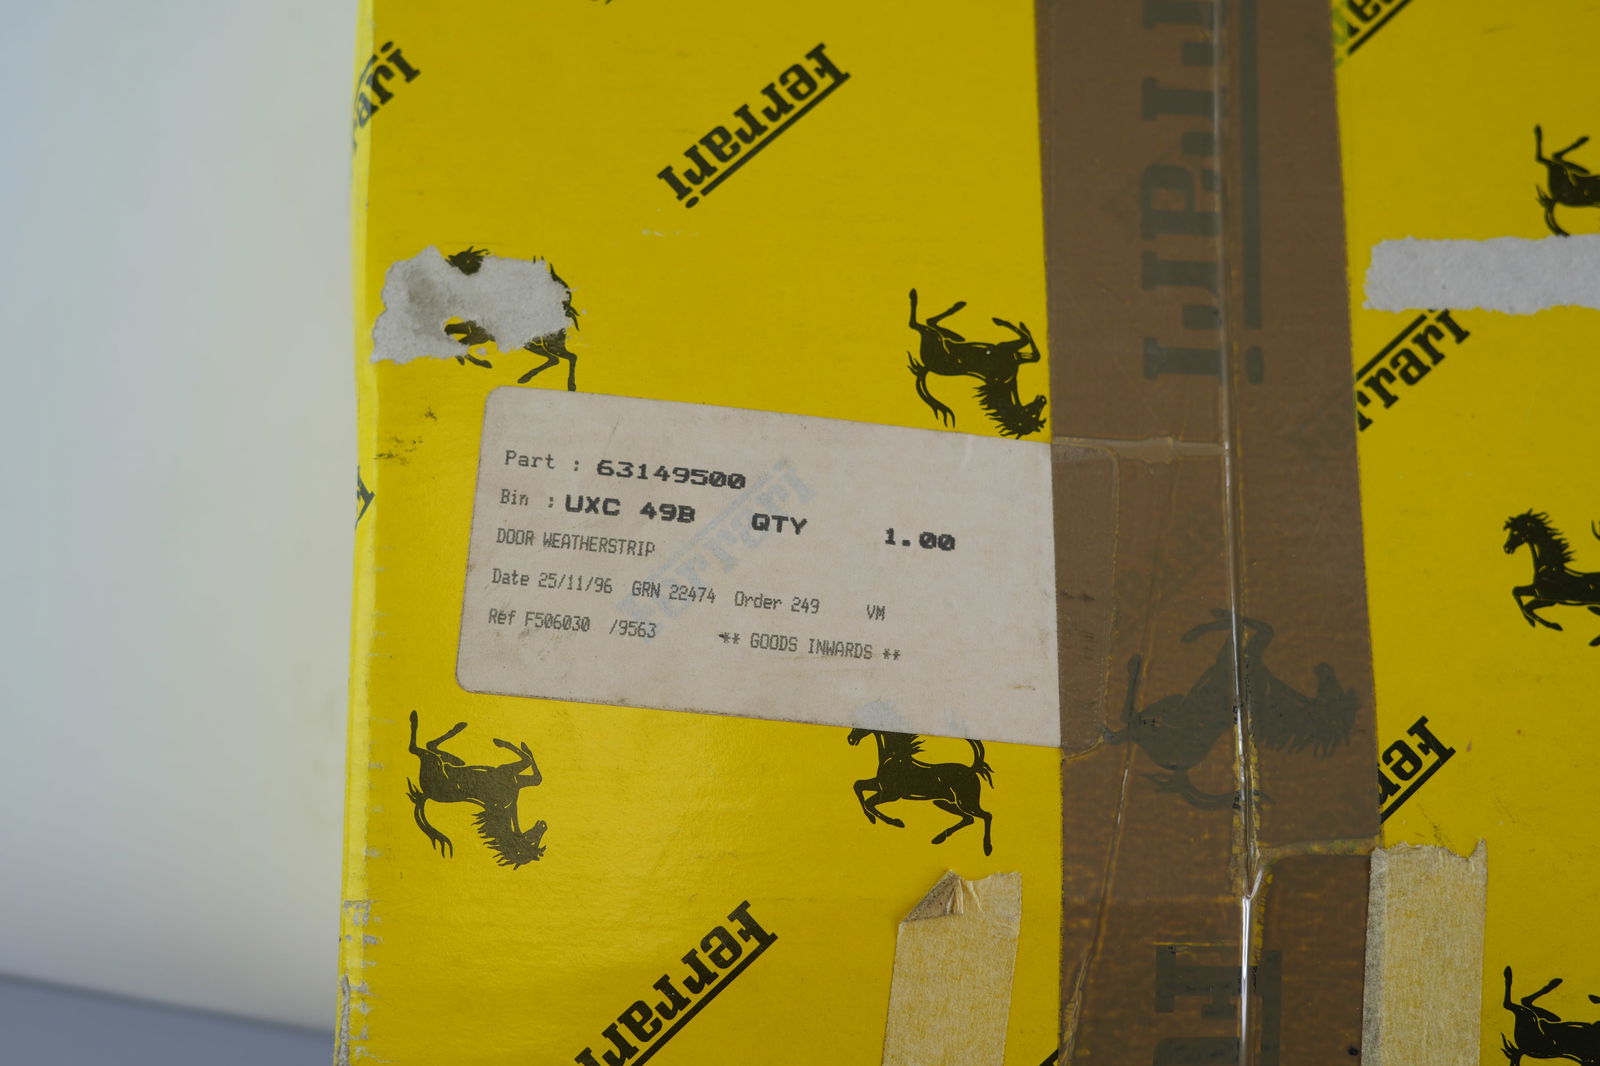 Ferrari
Part : 63149500
Bin : UXC 49B QTY 1.00
DOOR WEATHERSTRIP
Date 25/11/96 GRN 22474 Order 249 VM
Ref F506030 /9563 ** GOODS INWARDS **
Ferrari
Ferrari